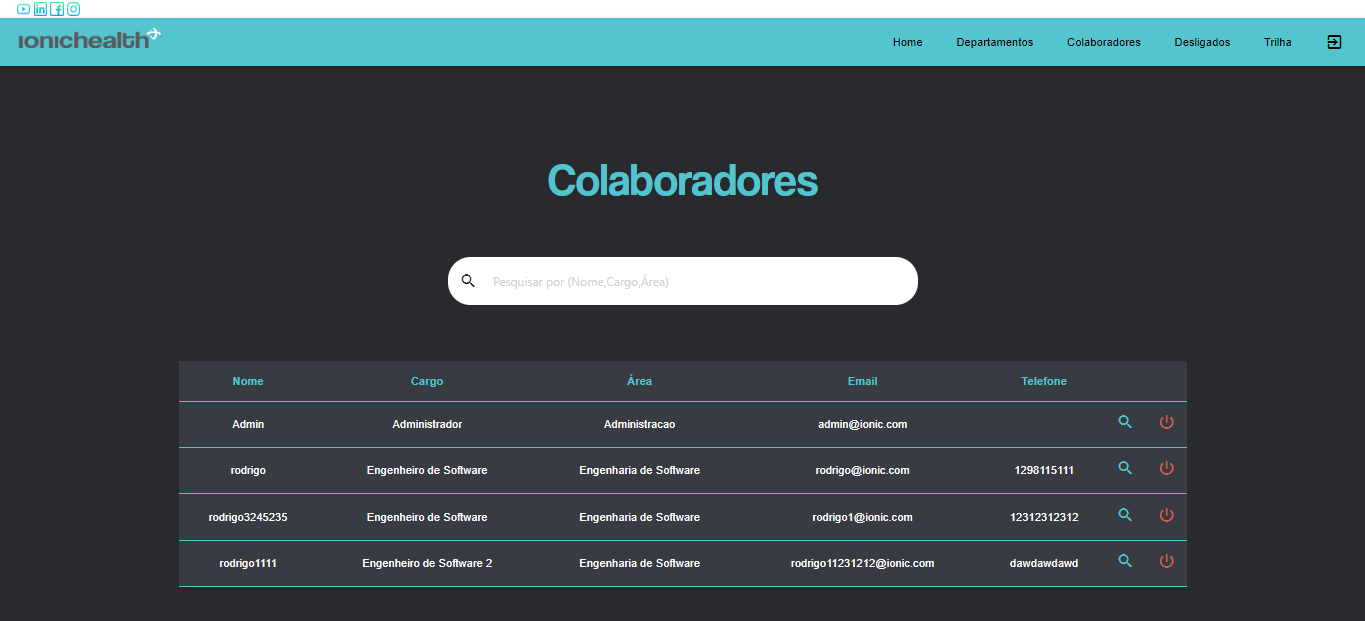 ionichealth
Home Departamentos Colaboradores Desligados Trilha
Colaboradores
Pesquisar por (Nome,Cargo,Área)
Nome Cargo Área Email Telefone
Admin Administrador Administracao admin@ionic.com
rodrigo Engenheiro de Software Engenharia de Software rodrigo@ionic.com 1298115111
rodrigo3245235 Engenheiro de Software Engenharia de Software rodrigo1@ionic.com 12312312312
rodrigo1111 Engenheiro de Software 2 Engenharia de Software rodrigo11231212@ionic.com dawdawdawd